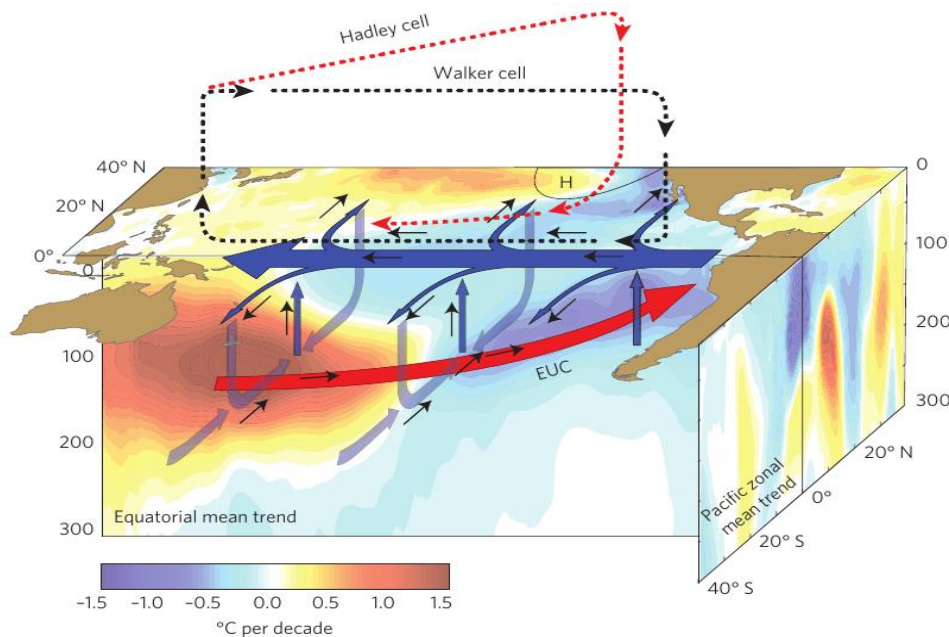 Hadley cell
Walker cell
40° N
20° N
0°
H
0
100
200
300
0
100
200
300
EUC
Equatorial mean trend
Pacific zonal
mean trend
20° N
0°
20° S
40° S
−1.5 −1.0 −0.5 0.0 0.5 1.0 1.5
°C per decade